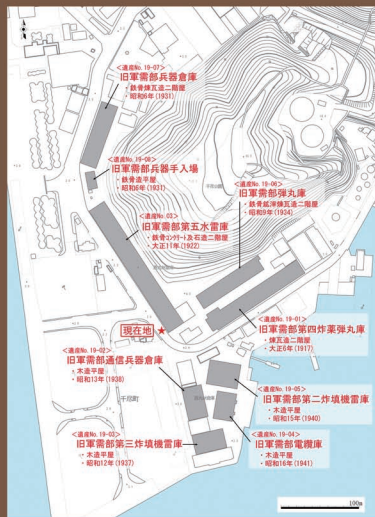 <遺産No. 19-07>
旧軍需部兵器倉庫
・鉄骨煉瓦造二階屋
・昭和6年(1931)
<遺産No. 19-08>
旧軍需部兵器手入場
・鉄骨造平屋
・昭和6年(1931)
<遺産No. 19-06>
旧軍需部弾丸庫
・鉄骨鉱滓煉瓦造二階屋
・昭和9年(1934)
<遺産No. 03>
旧軍需部第五水雷庫
・鉄骨コンクリート及石造二階屋
・大正11年(1922)
現在地
★
<遺産No. 19-01>
旧軍需部第四炸薬弾丸庫
・煉瓦造二階屋
・大正6年(1917)
<遺産No. 19-02>
旧軍需部通信兵器倉庫
・木造平屋
・昭和13年(1938)
千尽町
<遺産No. 19-05>
旧軍需部第二炸填機雷庫
・木造平屋
・昭和15年(1940)
<遺産No. 19-03>
旧軍需部第三炸填機雷庫
・木造平屋
・昭和12年(1937)
<遺産No. 19-04>
旧軍需部電纜庫
・木造平屋
・昭和16年(1941)
100m